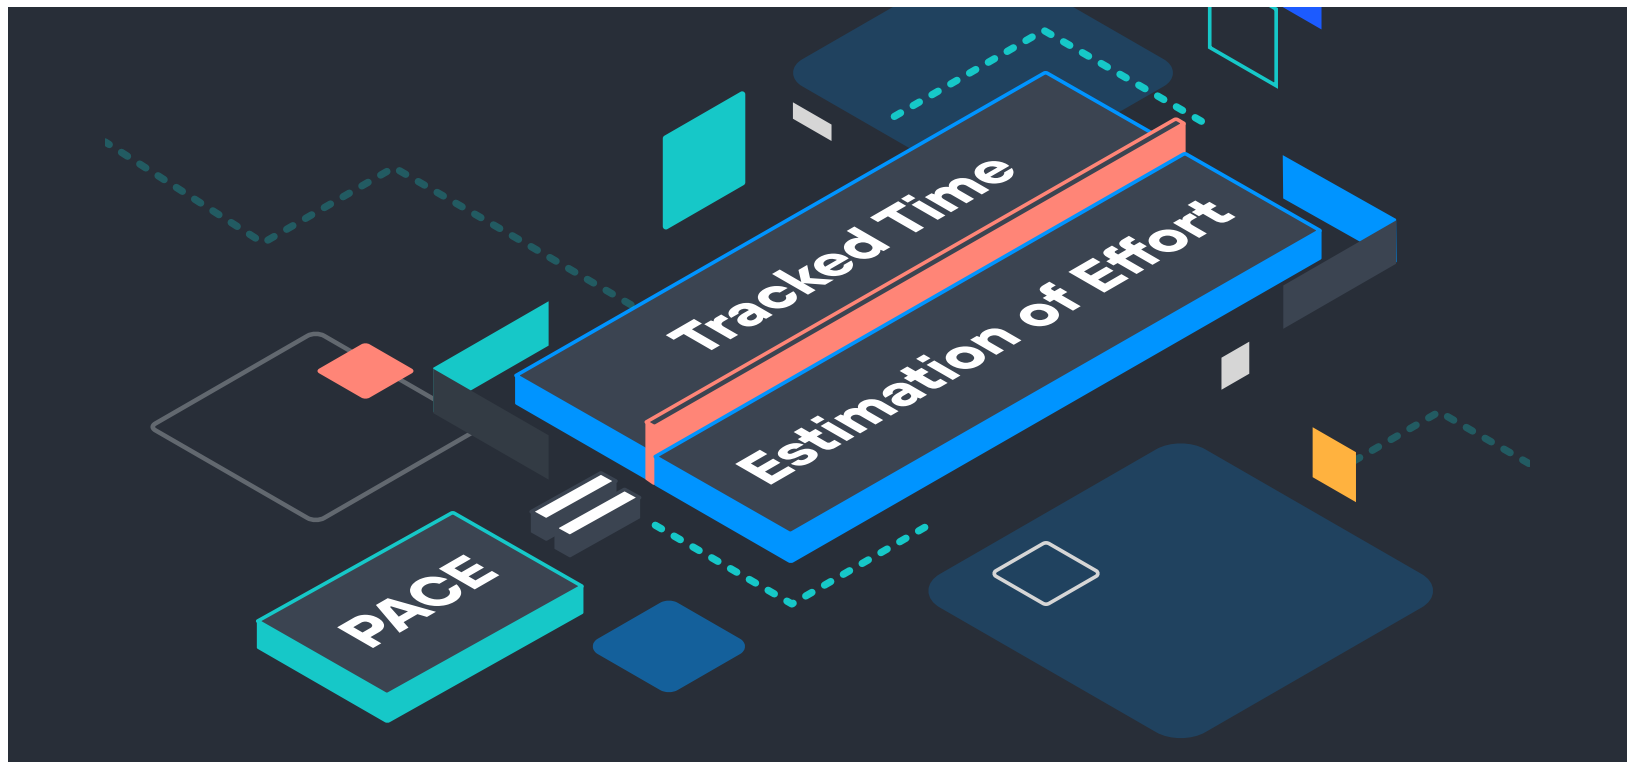 Tracked Time
Estimation of Effort
=
PACE